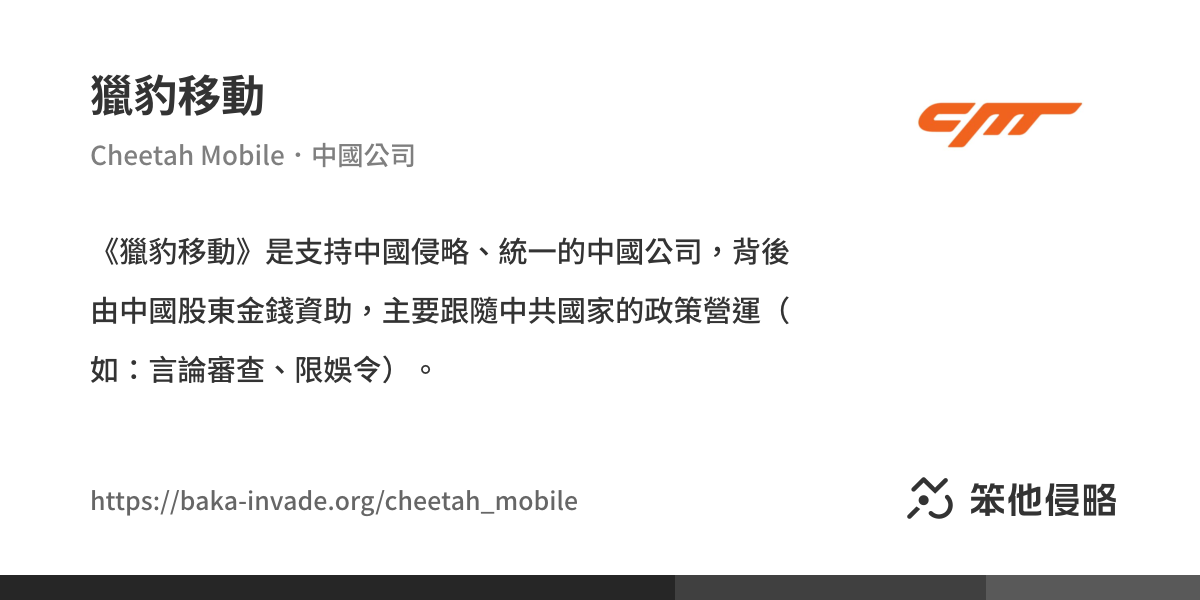 獵豹移動
Cheetah Mobile・中國公司
cm
《獵豹移動》是支持中國侵略、統一的中國公司，背後
由中國股東金錢資助，主要跟隨中共國家的政策營運（
如：言論審查、限娛令）。
https://baka-invade.org/cheetah_mobile
笨他侵略